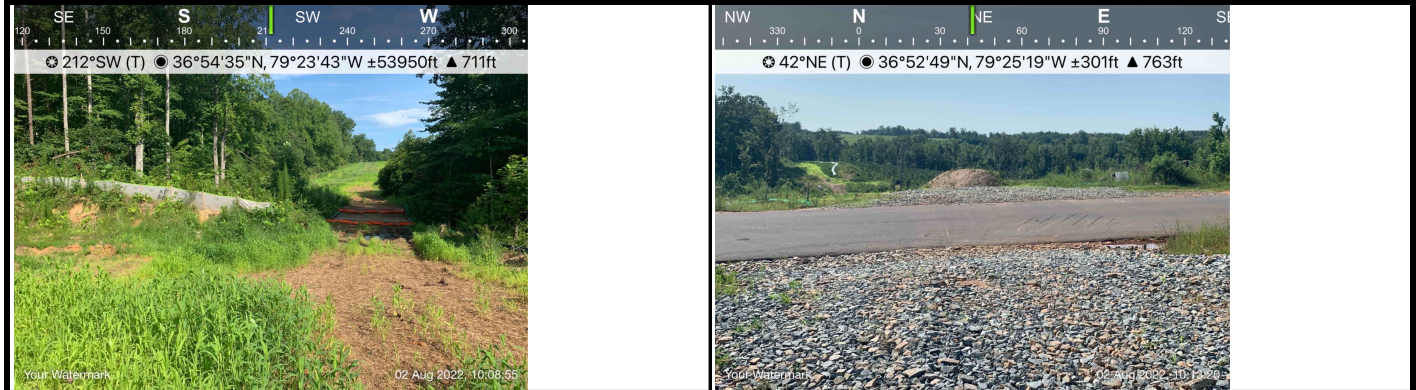 SE S SW W
120 150 180 21 240 270 300
212°SW (T) 36°54'35"N, 79°23'43"W ±53950ft ▲ 711ft
Your Watermark
02 Aug 2022, 10:08:55
NW N NE E SE
330 0 30 60 90 120
42°NE (T) 36°52'49"N, 79°25'19"W ±301ft ▲ 763ft
Your Watermark
02 Aug 2022, 10:13:20